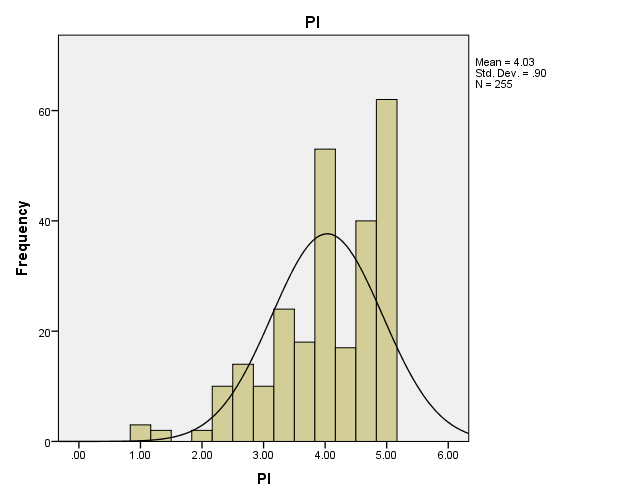 PI
Mean = 4.03
Std. Dev. = .90
N = 255
Frequency
60
40
20
0
.00 1.00 2.00 3.00 4.00 5.00 6.00
PI